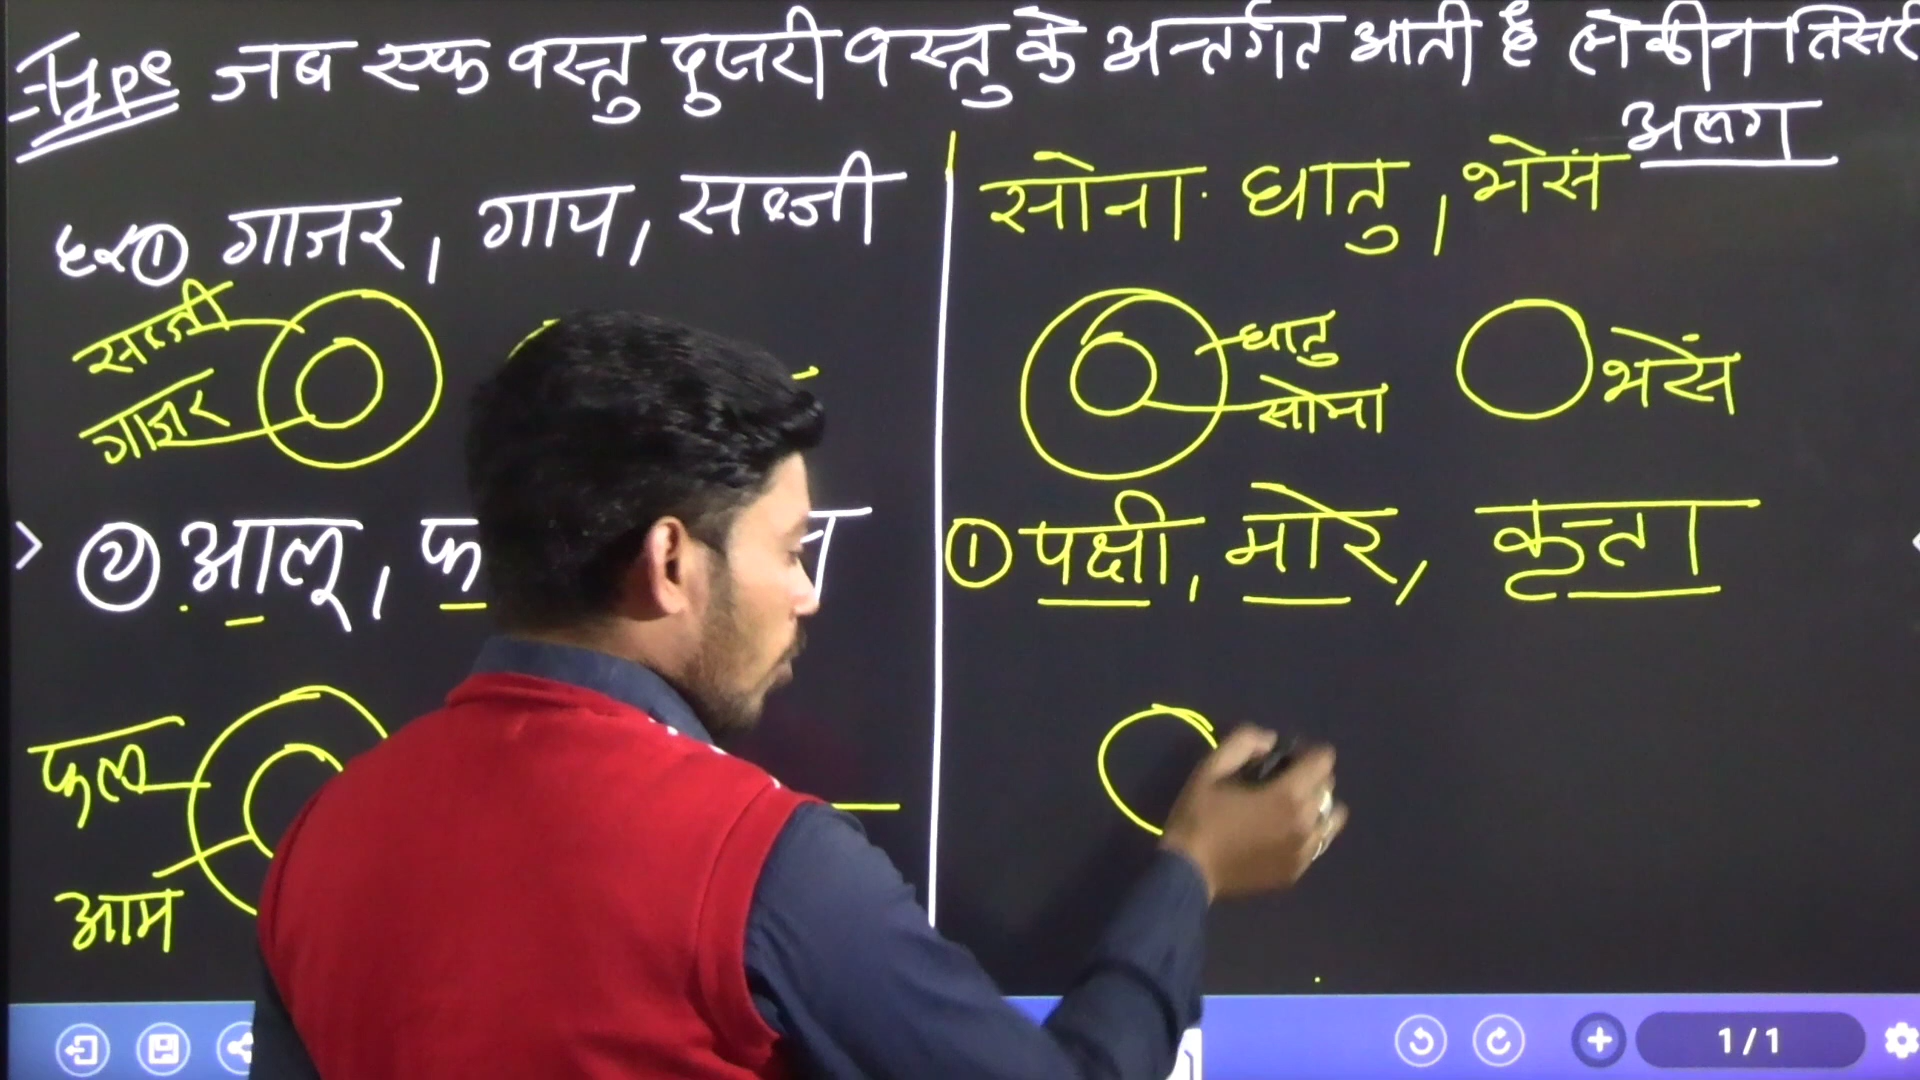 Type जब एक वस्तु दुसरी वस्तु के अन्तर्गत आती है लेकीन तिसरी
अलग
① गाजर, गाय, सब्जी
सब्जी
गाजर
② आलू,
फल
आम
सोना धातु, भेंस
धातु
सोना
भेंस
① पक्षी, मोर, कुत्ता
1/1